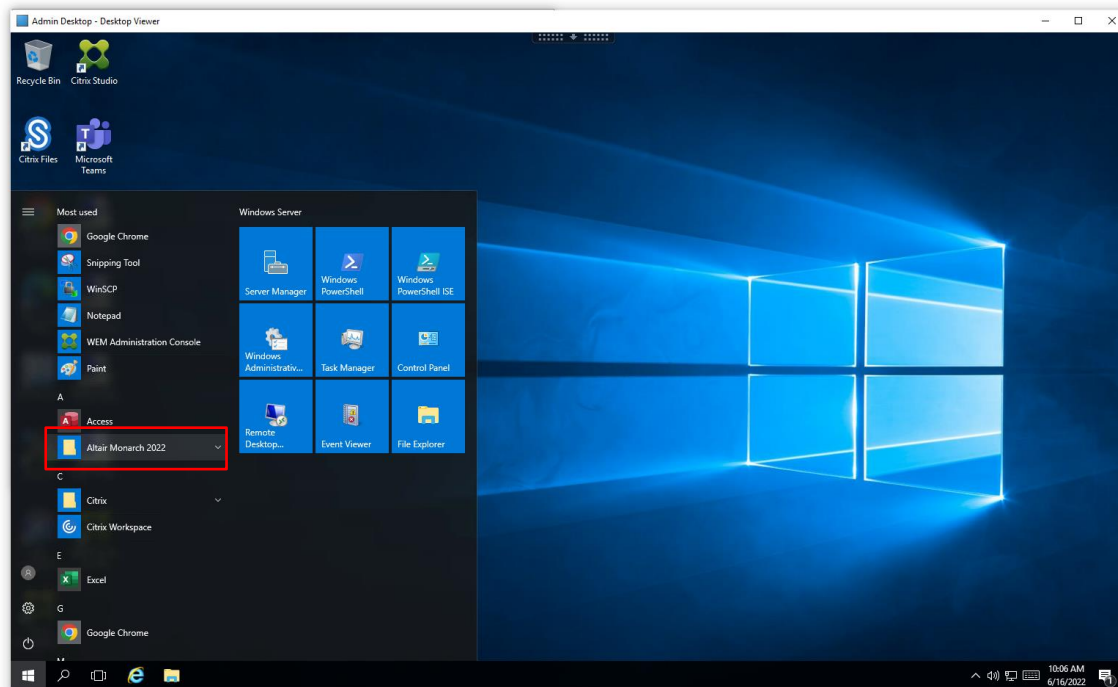 Admin Desktop - Desktop Viewer
Recycle Bin
Citrix Studio
Citrix Files
Microsoft
Teams
Most used
Google Chrome
Snipping Tool
WinSCP
Notepad
WEM Administration Console
Paint
A
Access
Altair Monarch 2022
C
Citrix
Citrix Workspace
E
Excel
G
Google Chrome
M
Windows Server
Server Manager
Windows
PowerShell
Windows
PowerShell ISE
Windows
Administrativ...
Task Manager
Control Panel
Remote
Desktop...
Event Viewer
File Explorer
10:06 AM
6/16/2022